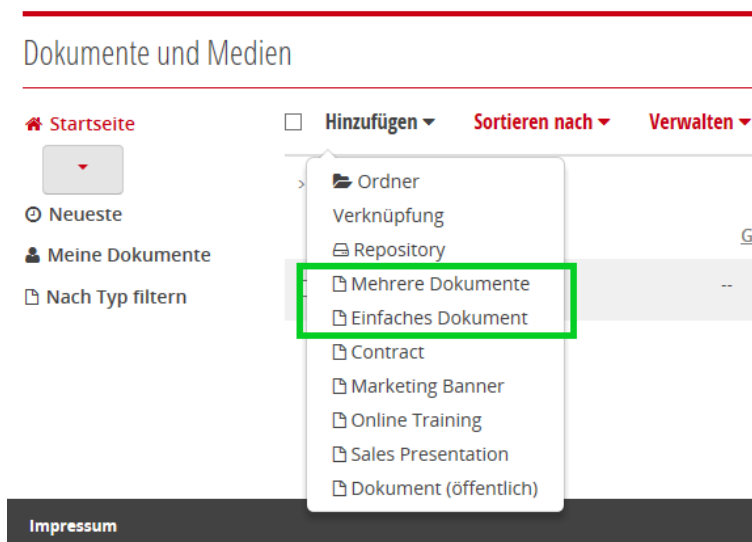 Dokumente und Medien
Startseite
Hinzufügen
Sortieren nach
Verwalten
Neueste
Meine Dokumente
Nach Typ filtern
Ordner
Verknüpfung
Repository
Mehrere Dokumente
Einfaches Dokument
Contract
Marketing Banner
Online Training
Sales Presentation
Dokument (öffentlich)
G
--
Impressum